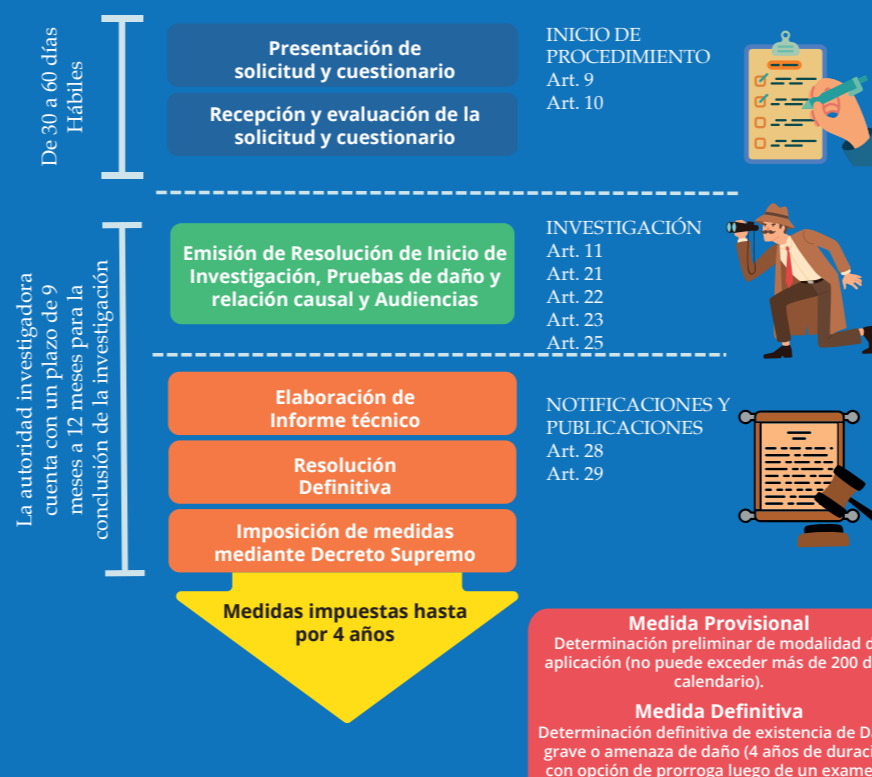 De 30 a 60 días
Hábiles
Presentación de
solicitud y cuestionario
Recepción y evaluación de la
solicitud y cuestionario
INICIO DE
PROCEDIMIENTO
Art. 9
Art. 10
La autoridad investigadora
cuenta con un plazo de 9
meses a 12 meses para la
conclusión de la investigación
Emisión de Resolución de Inicio de
Investigación, Pruebas de daño y
relación causal y Audiencias
INVESTIGACIÓN
Art. 11
Art. 21
Art. 22
Art. 23
Art. 25
Elaboración de
Informe técnico
Resolución
Definitiva
Imposición de medidas
mediante Decreto Supremo
NOTIFICACIONES Y
PUBLICACIONES
Art. 28
Art. 29
Medidas impuestas hasta
por 4 años
Medida Provisional
Determinación preliminar de modalidad
aplicación (no puede exceder más de 200
calendario).
Medida Definitiva
Determinación definitiva de existencia de
grave o amenaza de daño (4 años de
con opción de prorroga luego de un